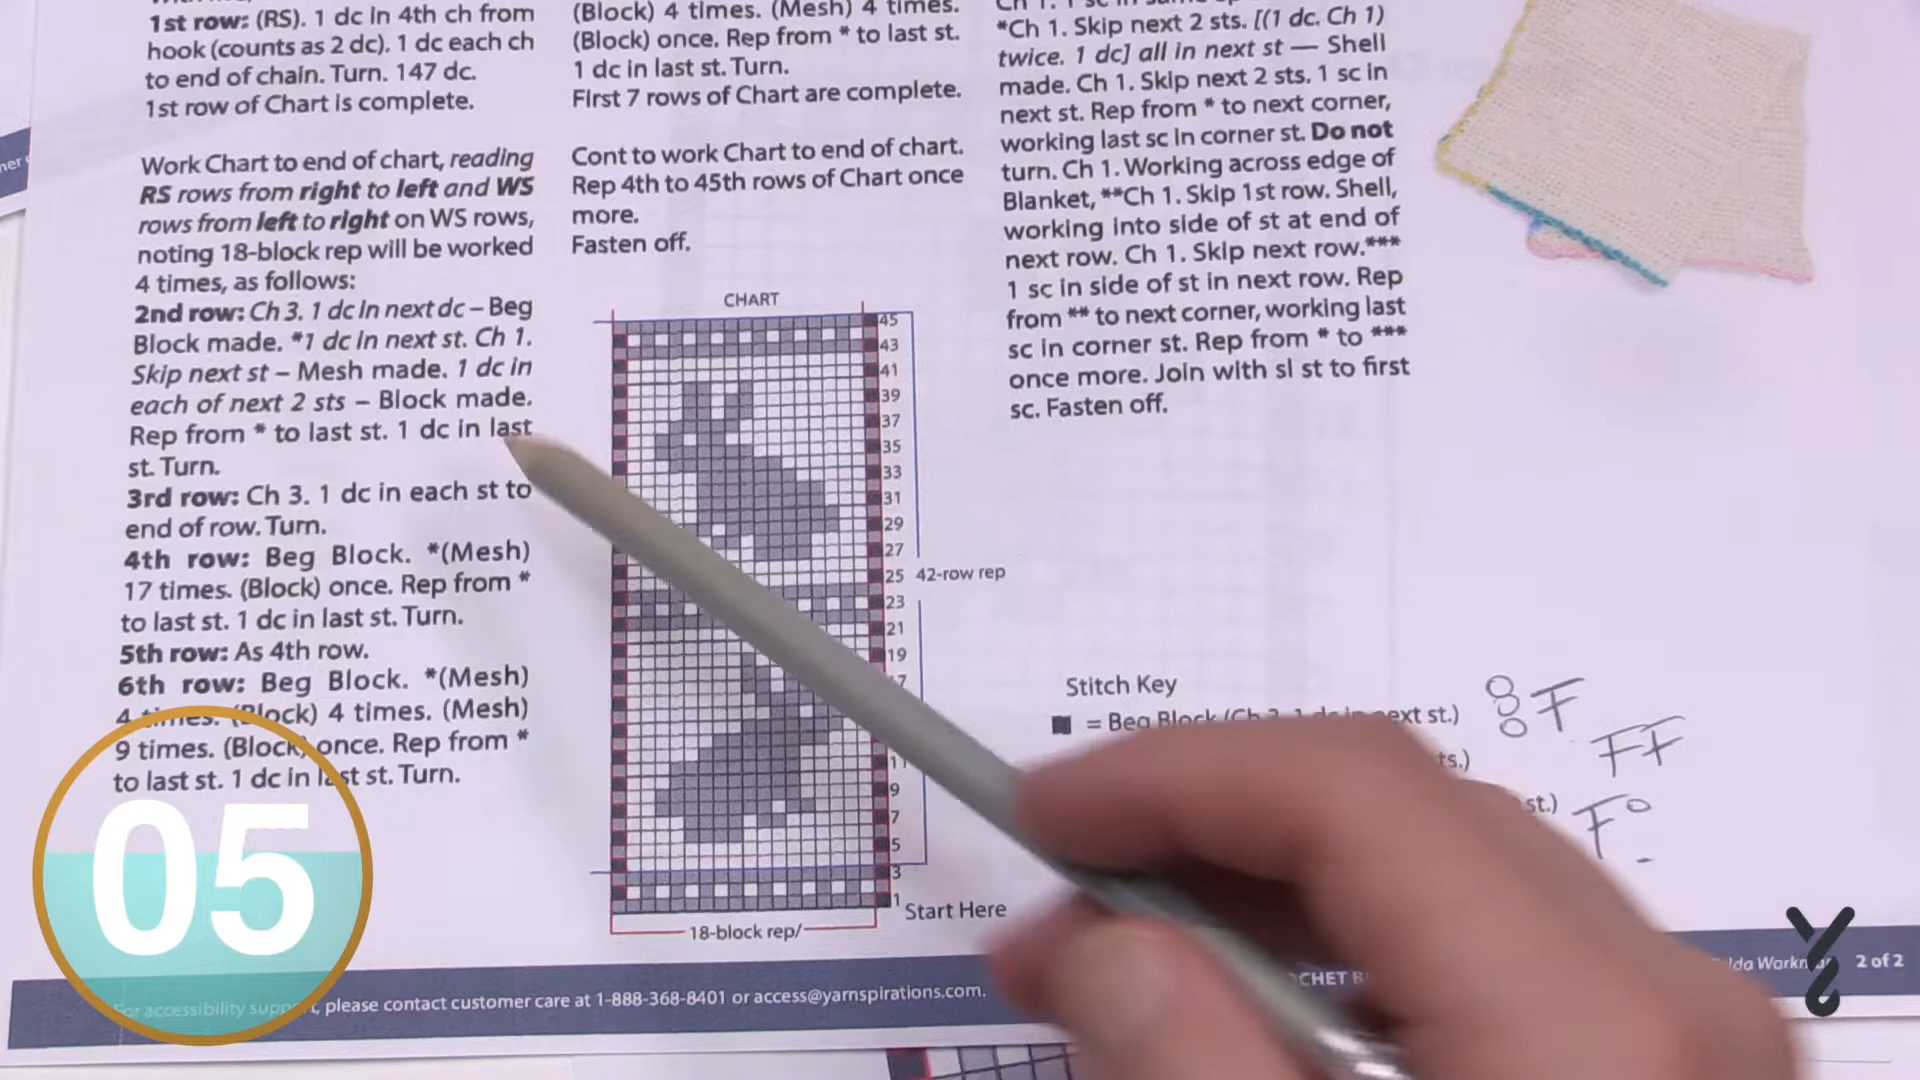 1st row: (RS). 1 dc in 4th ch from
hook (counts as 2 dc). 1 dc each ch
to end of chain. Turn. 147 dc.
1st row of Chart is complete.
Work Chart to end of chart, reading
RS rows from right to left and WS
rows from left to right on WS rows,
noting 18-block rep will be worked
4 times, as follows:
2nd row: Ch 3. 1 dc in next dc – Beg
Block made. *1 dc in next st. Ch 1.
Skip next st – Mesh made. 1 dc in
each of next 2 sts – Block made.
Rep from * to last st. 1 dc in last
st. Turn.
3rd row: Ch 3. 1 dc in each st to
end of row. Turn.
4th row: Beg Block. *(Mesh)
17 times. (Block) once. Rep from *
to last st. 1 dc in last st. Turn.
5th row: As 4th row.
6th row: Beg Block. *(Mesh)
4 times. (Block) 4 times. (Mesh)
9 times. (Block) once. Rep from *
to last st. 1 dc in last st. Turn.
(Block) 4 times. (Mesh) 4 times.
(Block) once. Rep from * to last st.
1 dc in last st. Turn.
First 7 rows of Chart are complete.
Cont to work Chart to end of chart.
Rep 4th to 45th rows of Chart once
more.
Fasten off.
CHART
45
43
41
39
37
35
33
31
29
27
25 42-row rep
23
21
19
11
9
7
5
3
1
Start Here
18-block rep/
*Ch 1. Skip next 2 sts. [(1 dc. Ch 1)
twice. 1 dc] all in next st — Shell
made. Ch 1. Skip next 2 sts. 1 sc in
next st. Rep from * to next corner,
working last sc in corner st. Do not
turn. Ch 1. Working across edge of
Blanket, **Ch 1. Skip 1st row. Shell,
working into side of st at end of
next row. Ch 1. Skip next row.***
1 sc in side of st in next row. Rep
from ** to next corner, working last
sc in corner st. Rep from * to ***
once more. Join with sl st to first
sc. Fasten off.
Stitch Key
= Beg Block (Ch 3. 1 dc in next st.)
st.)
8F
FF
05
please contact customer care at 1-888-368-8401 or access@yarnspirations.com.
2 of 2